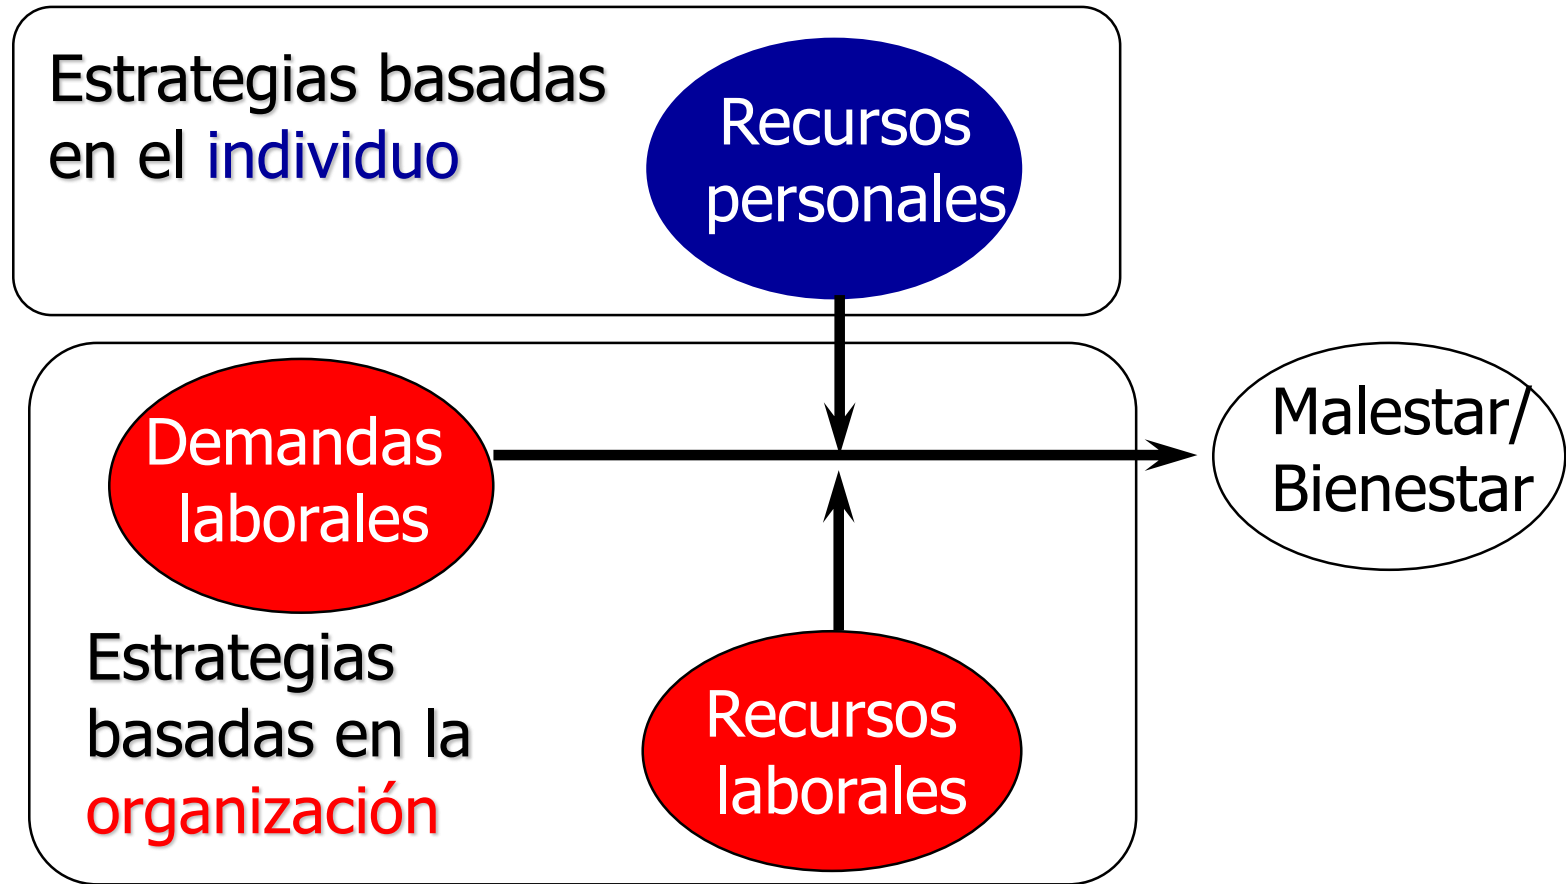 Estrategias basadas
en el individuo
Recursos
personales
Demandas
laborales
Malestar/
Bienestar
Estrategias
basadas en la
organización
Recursos
laborales